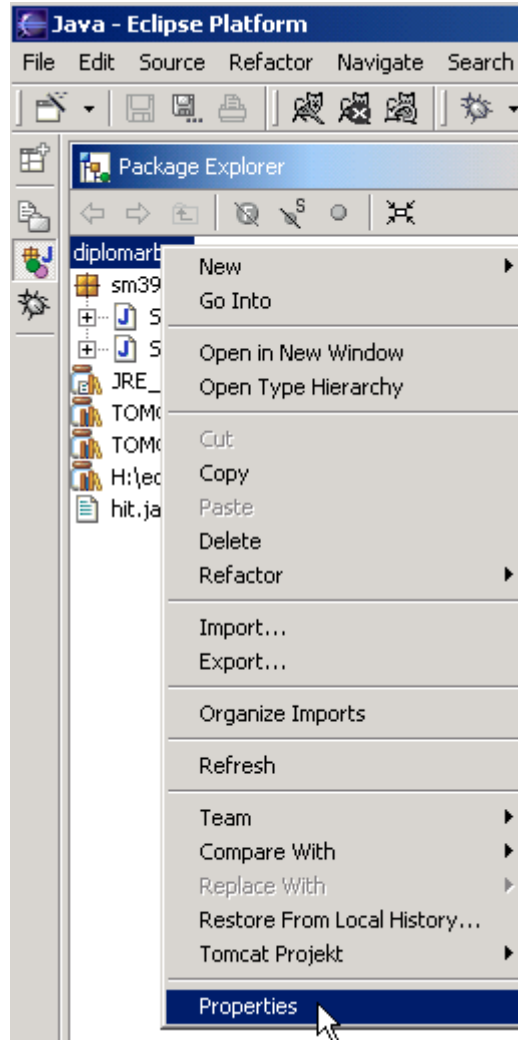 Java - Eclipse Platform
File Edit Source Refactor Navigate Search
Package Explorer
S
diplomarb
sm39
J S
J S
JRE_
TOMC
TOMC
H:\ec
hit.ja
New
Go Into
Open in New Window
Open Type Hierarchy
Cut
Copy
Paste
Delete
Refactor
Import...
Export...
Organize Imports
Refresh
Team
Compare With
Replace With
Restore From Local History...
Tomcat Projekt
Properties